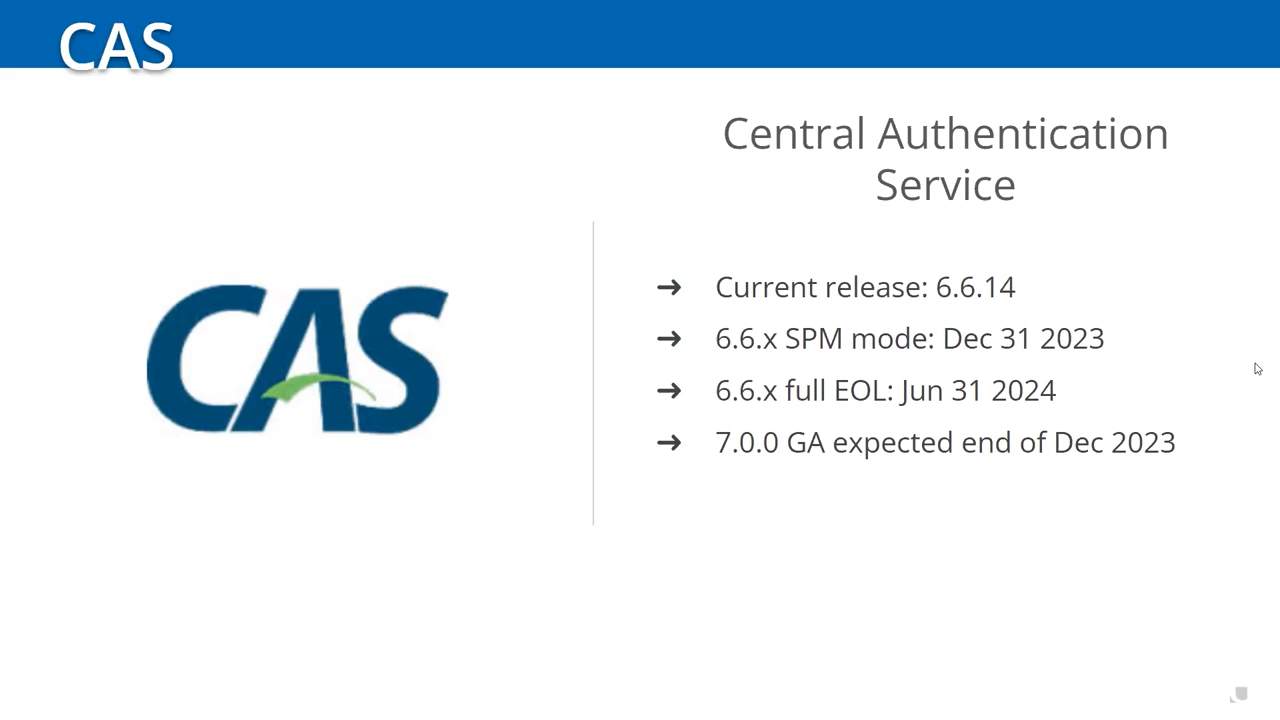 CAS
Central Authentication
Service
CAS
➔ Current release: 6.6.14
➔ 6.6.x SPM mode: Dec 31 2023
➔ 6.6.x full EOL: Jun 31 2024
➔ 7.0.0 GA expected end of Dec 2023